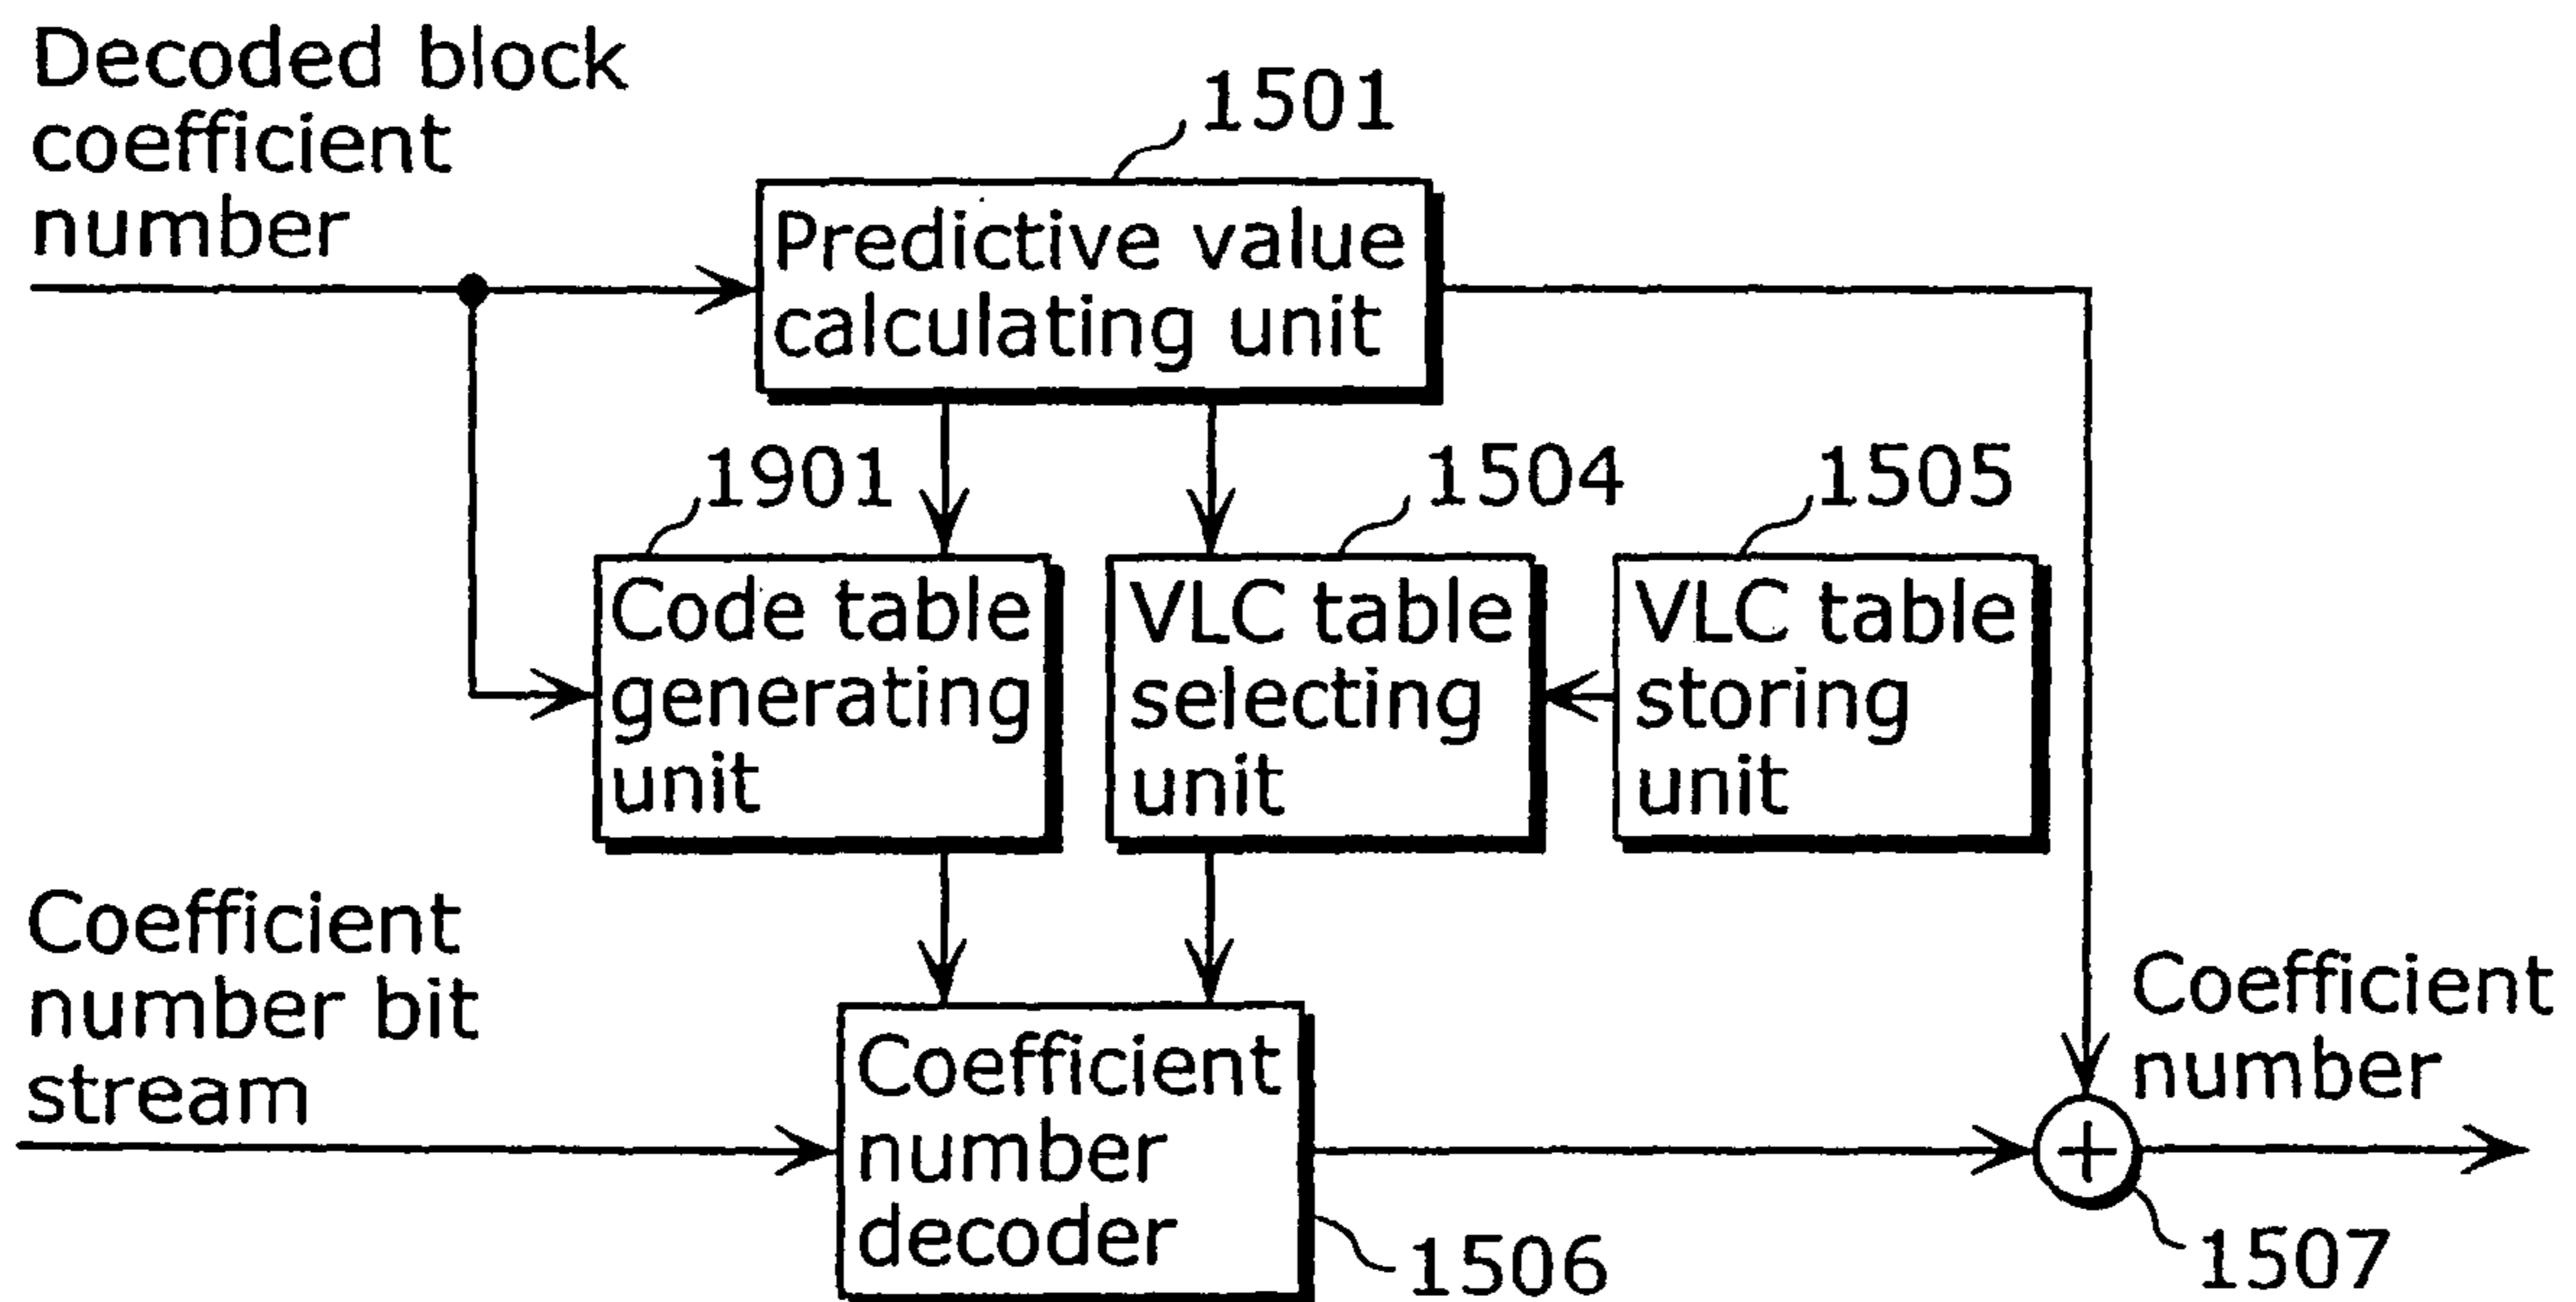 Decoded block
coefficient
number
1501
Predictive value
calculating unit
1901
1504
1505
Code table
generating
unit
VLC table
selecting
unit
VLC table
storing
unit
Coefficient
number bit
stream
Coefficient
number
decoder
Coefficient
number
+
1506
1507